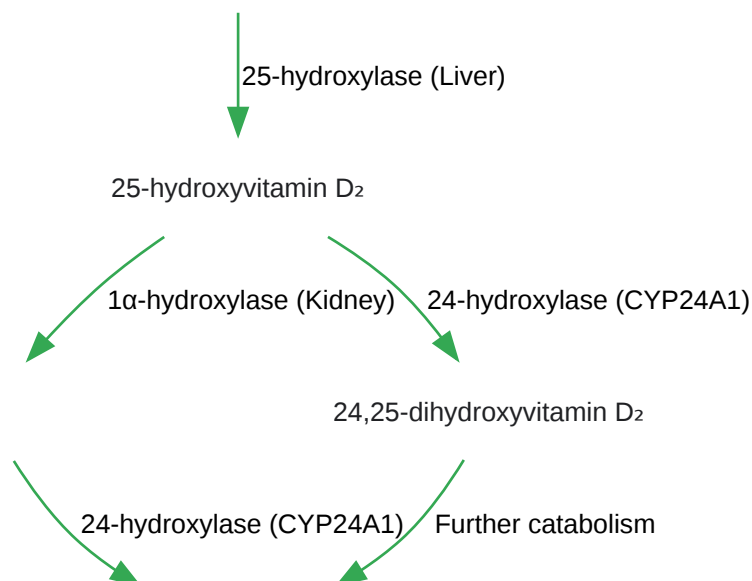 25-hydroxylase (Liver)
25-hydroxyvitamin D₂
1α-hydroxylase (Kidney)
24-hydroxylase (CYP24A1)
24,25-dihydroxyvitamin D₂
24-hydroxylase (CYP24A1)
Further catabolism